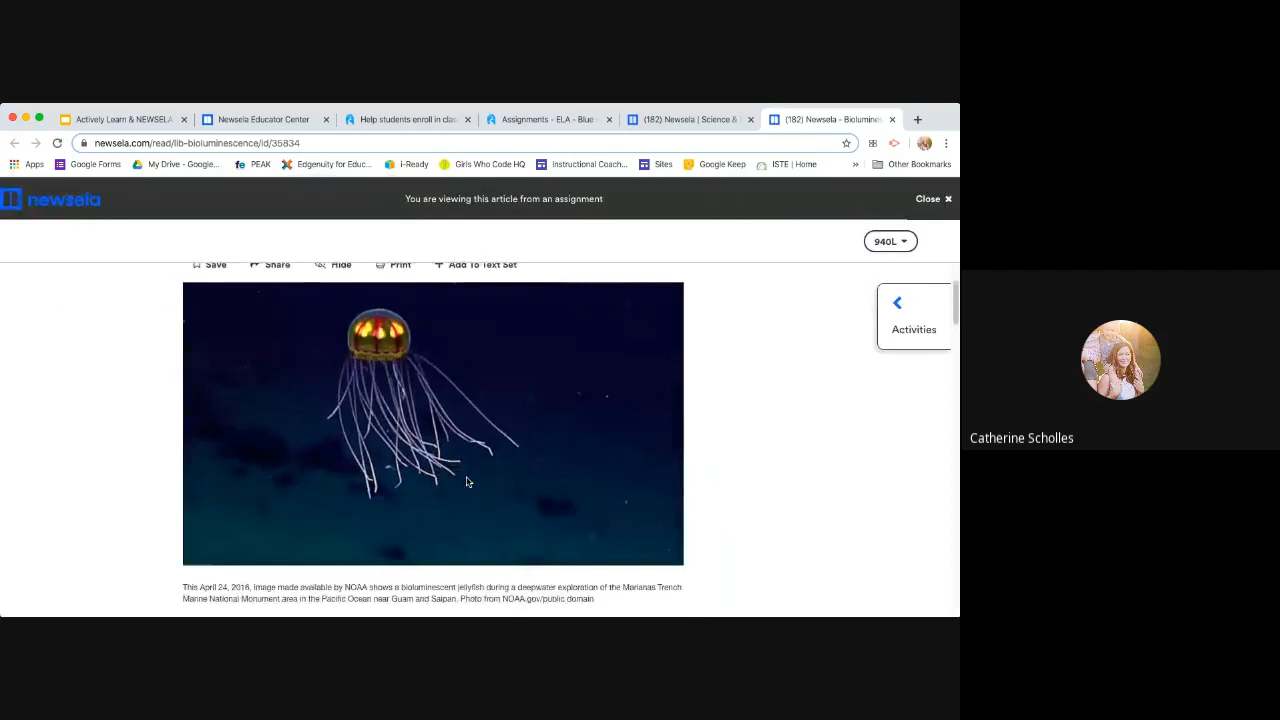 Actively Learn & NEWSELA
Newsela Educator Center
Help students enroll in clas
Assignments - ELA - Blue -
(182) Newsela | Science &
(182) Newsela - Biolumines
newsela.com/read/lib-bioluminescence/id/35834
Apps
Google Forms
My Drive - Google...
PEAK
Edgenuity for Educ...
i-Ready
Girls Who Code HQ
Instructional Coach...
Sites
Google Keep
ISTE | Home
»
Other Bookmarks
newsela
You are viewing this article from an assignment
Close ✖
940L
Save
Share
Hide
Print
+ Add To Text Set
Activities
Catherine Scholles
This April 24, 2016, image made available by NOAA shows a bioluminescent jellyfish during a deepwater exploration of the Marianas Trench
Marine National Monument area in the Pacific Ocean near Guam and Saipan. Photo from NOAA.gov/public domain